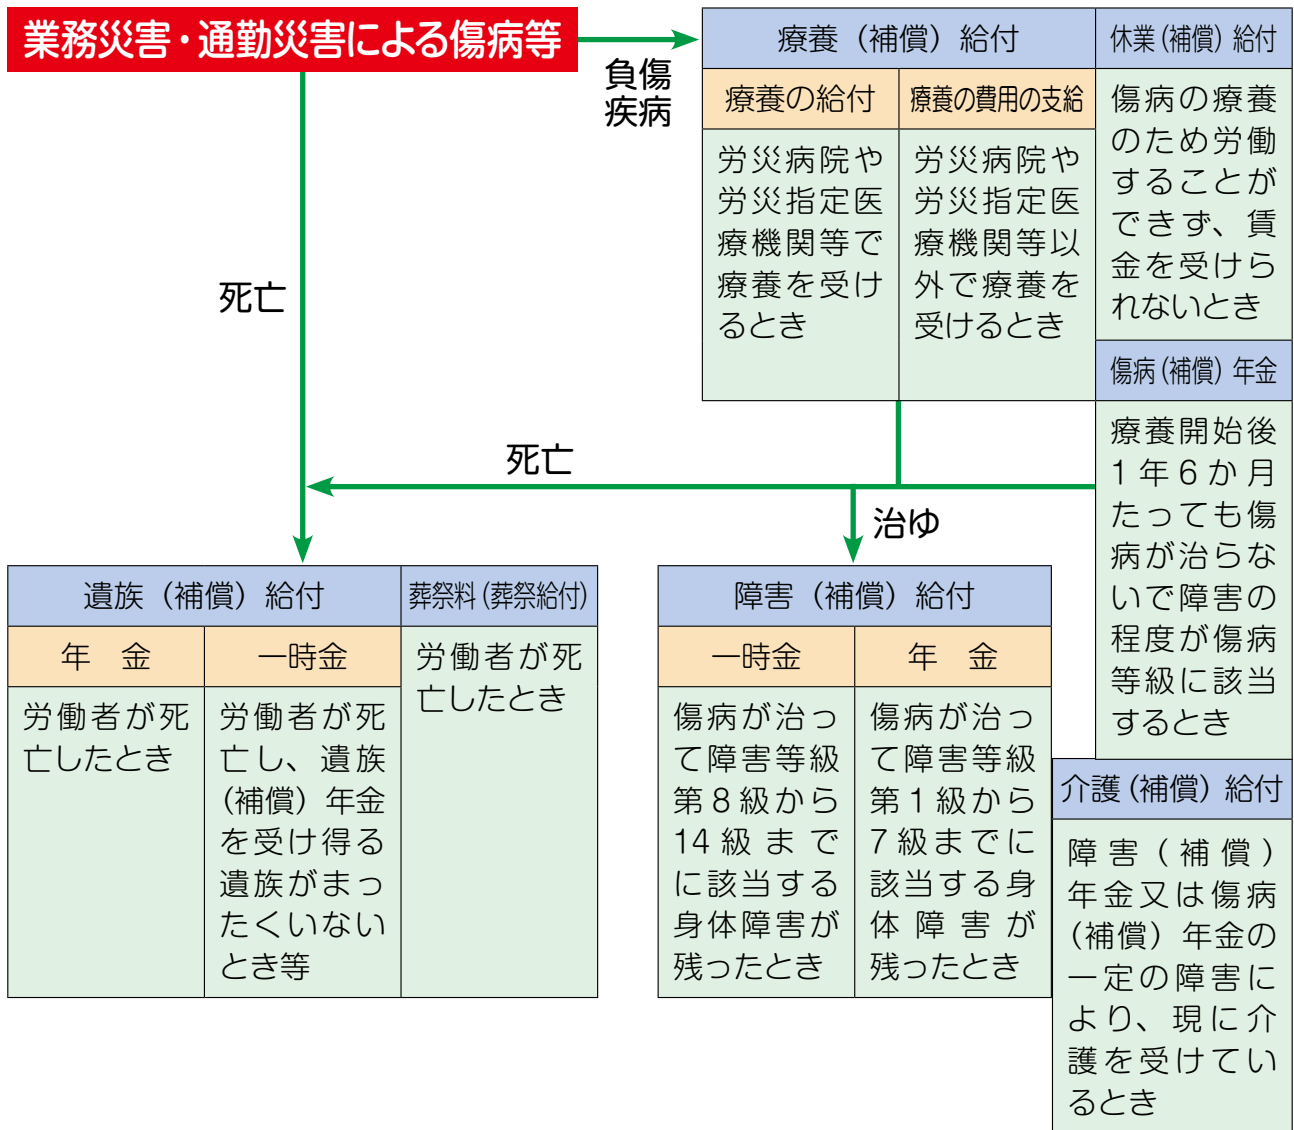 業務災害・通勤災害による傷病等
負傷
疾病
療養（補償）給付
療養の給付
労災病院や
労災指定医
療機関等で
療養を受け
るとき
療養の費用の支給
労災病院や
労災指定医
療機関等以
外で療養を
受けるとき
休業（補償）給付
傷病の療養
のため労働
することが
できず、賃
金を受けら
れないとき
傷病（補償）年金
療養開始後
1年6か月
たっても傷
病が治らな
いで障害の
程度が傷病
等級に該当
するとき
死亡
死亡
治ゆ
遺族（補償）給付
年　金
労働者が死
亡したとき
一時金
労働者が死
亡し、遺族
（補償）年金
を受け得る
遺族がまっ
たくいない
とき等
葬祭料（葬祭給付）
労働者が死
亡したとき
障害（補償）給付
一時金
傷病が治っ
て障害等級
第8級から
14級まで
に該当する
身体障害が
残ったとき
年　金
傷病が治っ
て障害等級
第1級から
7級までに
該当する身
体障害が
残ったとき
介護（補償）給付
障害（補償）
年金又は傷病
（補償）年金の
一定の障害に
より、現に介
護を受けてい
るとき